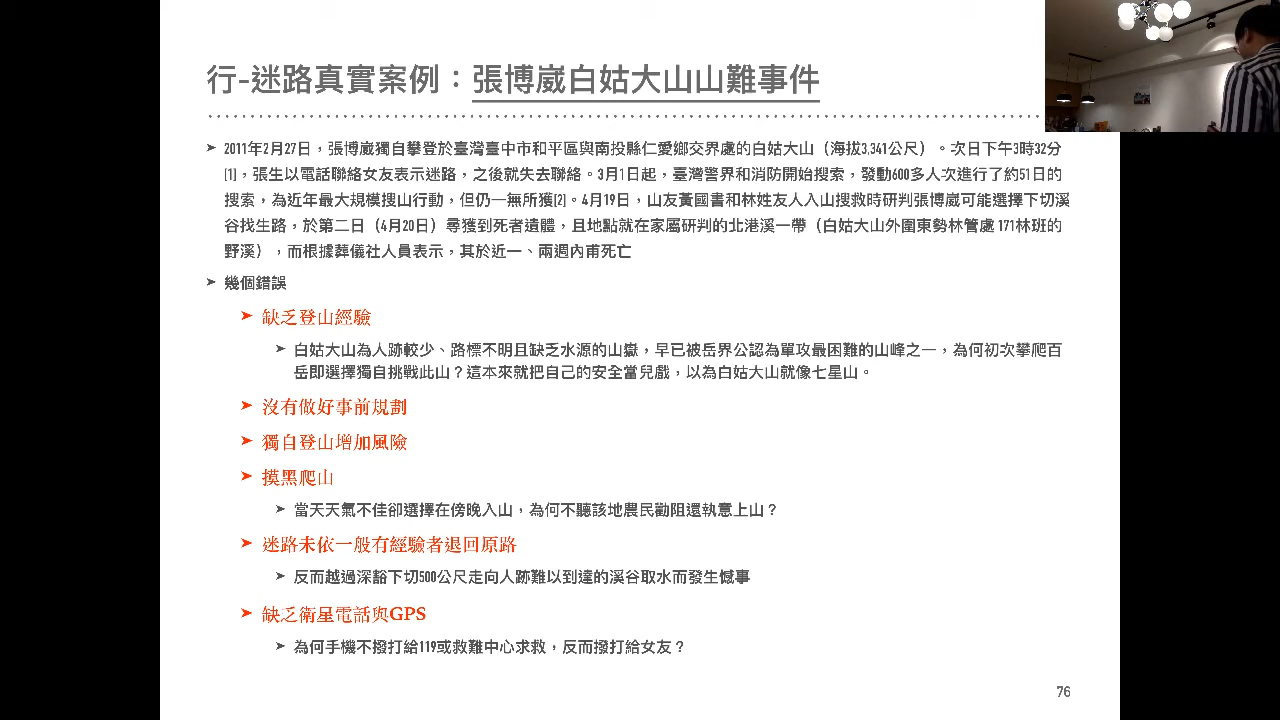 行-迷路真實案例：張博崴白姑大山山難事件
2011年2月27日，張博崴獨自攀登於臺灣臺中市和平區與南投縣仁愛鄉交界處的白姑大山（海拔3,341公尺）。次日下午3時32分
[1]，張生以電話聯絡女友表示迷路，之後就失去聯絡。3月1日起，臺灣警界和消防開始搜索，發動600多人次進行了約51日的
搜索，為近年最大規模搜山行動，但仍一無所獲[2]。4月19日，山友黃國書和林姓友人入山搜救時研判張博崴可能選擇下切溪
谷找生路，於第二日（4月20日）尋獲到死者遺體，且地點就在家屬研判的北港溪一帶（白姑大山外圍東勢林管處 171林班的
野溪），而根據葬儀社人員表示，其於近一、兩週內甫死亡
幾個錯誤
缺乏登山經驗
白姑大山為人跡較少、路標不明且缺乏水源的山嶽，早已被岳界公認為單攻最困難的山峰之一，為何初次攀爬百
岳即選擇獨自挑戰此山？這本來就把自己的安全當兒戲，以為白姑大山就像七星山。
沒有做好事前規劃
獨自登山增加風險
摸黑爬山
當天天氣不佳卻選擇在傍晚入山，為何不聽該地農民勸阻還執意上山？
迷路未依一般有經驗者退回原路
反而越過深豁下切500公尺走向人跡難以到達的溪谷取水而發生憾事
缺乏衛星電話與GPS
為何手機不撥打給119或救難中心求救，反而撥打給女友？
76